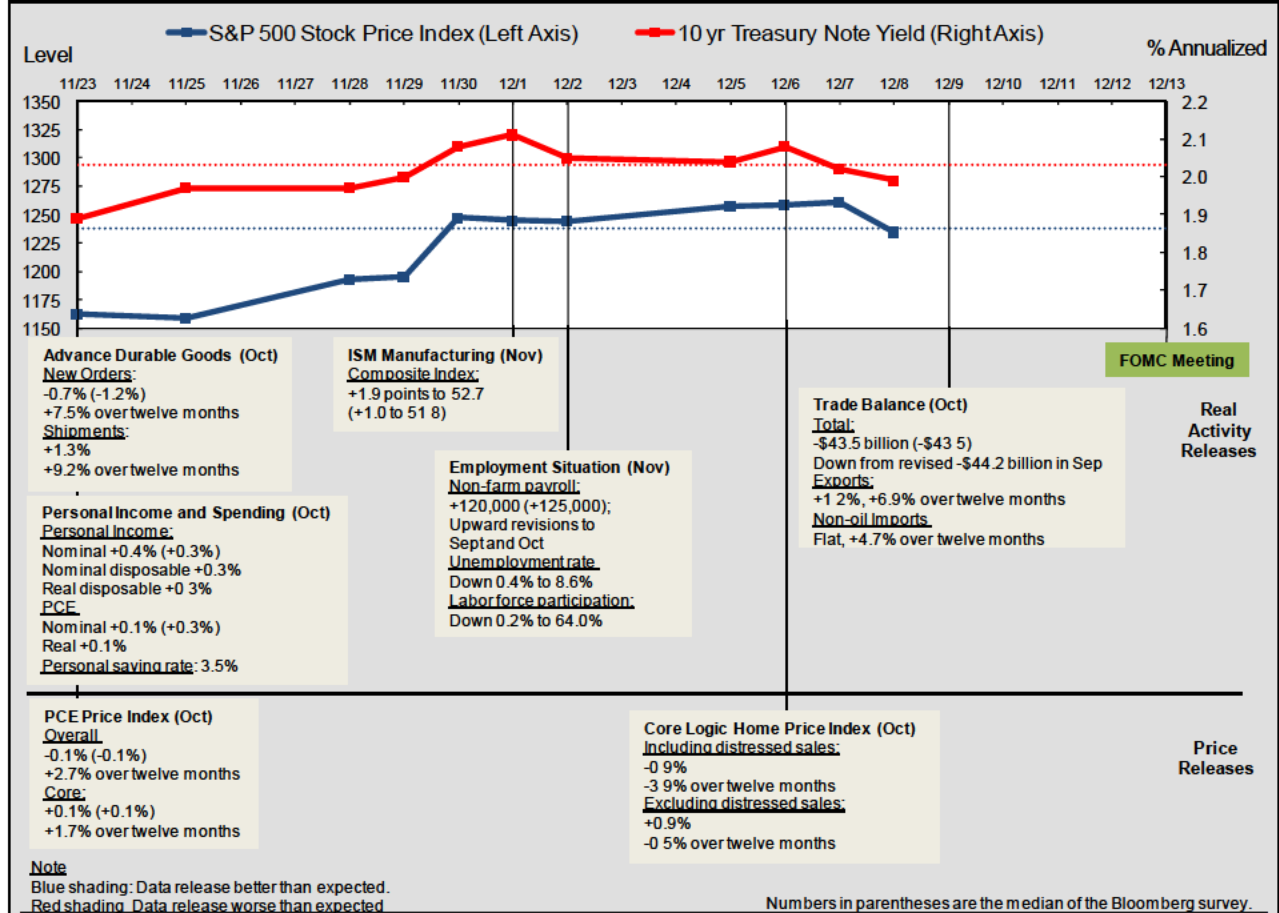 S&P 500 Stock Price Index (Left Axis)
10 yr Treasury Note Yield (Right Axis)
Level
% Annualized
11/23 11/24 11/25 11/26 11/27 11/28 11/29 11/30 12/1 12/2 12/3 12/4 12/5 12/6 12/7 12/8 12/9 12/10 12/11 12/12 12/13
1350
1325
1300
1275
1250
1225
1200
1175
1150
2.2
2.1
2.0
1.9
1.8
1.7
1.6
Advance Durable Goods (Oct)
New Orders:
-0.7% (-1.2%)
+7.5% over twelve months
Shipments:
+1.3%
+9.2% over twelve months
ISM Manufacturing (Nov)
Composite Index:
+1.9 points to 52.7
(+1.0 to 51 8)
FOMC Meeting
Real
Activity
Releases
Trade Balance (Oct)
Total:
-$43.5 billion (-$43 5)
Down from revised -$44.2 billion in Sep
Exports:
+1 2%, +6.9% over twelve months
Non-oil Imports
Flat, +4.7% over twelve months
Employment Situation (Nov)
Non-farm payroll:
+120,000 (+125,000);
Upward revisions to
Sept and Oct
Unemployment rate
Down 0.4% to 8.6%
Labor force participation:
Down 0.2% to 64.0%
Personal Income and Spending (Oct)
Personal Income:
Nominal +0.4% (+0.3%)
Nominal disposable +0.3%
Real disposable +0 3%
PCE
Nominal +0.1% (+0.3%)
Real +0.1%
Personal saving rate: 3.5%
PCE Price Index (Oct)
Overall
-0.1% (-0.1%)
+2.7% over twelve months
Core:
+0.1% (+0.1%)
+1.7% over twelve months
Core Logic Home Price Index (Oct)
Including distressed sales:
-0 9%
-3 9% over twelve months
Excluding distressed sales:
+0.9%
-0 5% over twelve months
Price
Releases
Note
Blue shading: Data release better than expected.
Red shading Data release worse than expected
Numbers in parentheses are the median of the Bloomberg survey.